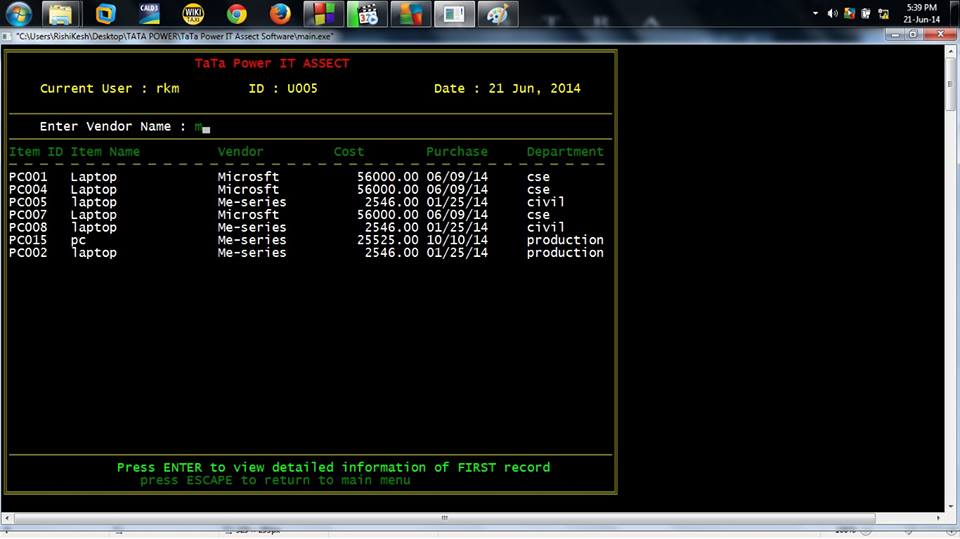 CALD3
WIKI
TAXI
5:39 PM
21-Jun-14
"C:\Users\RishiKesh\Desktop\TATA POWER\TaTa Power IT Assect Software\main.exe"
TaTa Power IT ASSECT
Current User : rkm ID : U005 Date : 21 Jun, 2014
Enter Vendor Name : m
Item ID Item Name Vendor Cost Purchase Department
PC001 Laptop Microsft 56000.00 06/09/14 cse
PC004 Laptop Microsft 56000.00 06/09/14 cse
PC005 laptop Me-series 2546.00 01/25/14 civil
PC007 Laptop Microsft 56000.00 06/09/14 cse
PC008 laptop Me-series 2546.00 01/25/14 civil
PC015 pc Me-series 25525.00 10/10/14 production
PC002 laptop Me-series 2546.00 01/25/14 production
Press ENTER to view detailed information of FIRST record
press ESCAPE to return to main menu